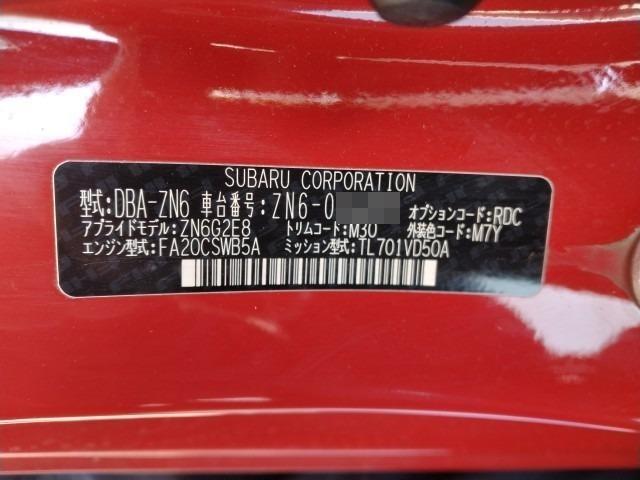 SUBARU CORPORATION
型式:DBA-ZN6 車台番号:ZN6-0 オプションコード:RDC
アプライドモデル:ZN6G2E8 トリムコード:M30 外装色コード:M7Y
エンジン型式:FA20CSWB5A ミッション型式:TL701VD50A